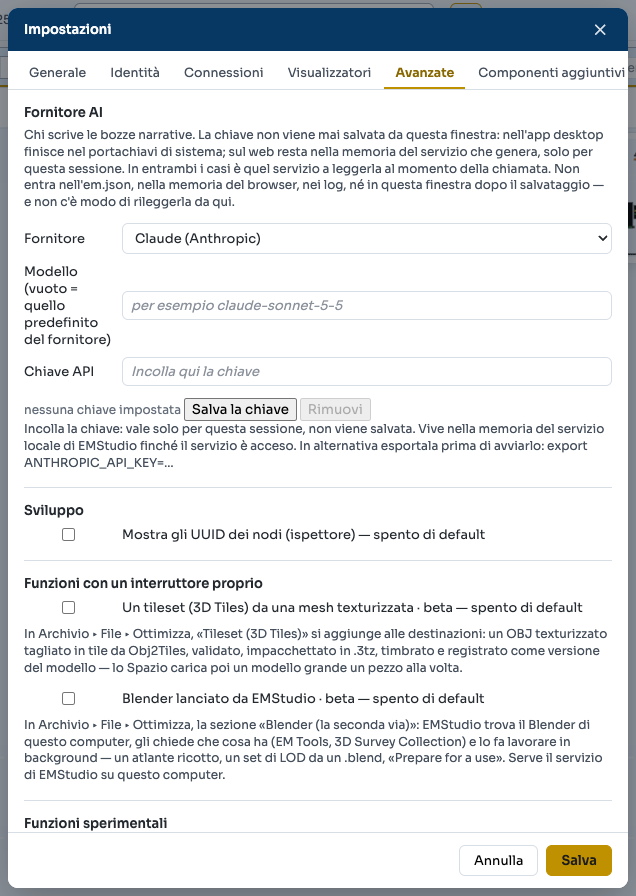 Impostazioni
Generale Identità Connessioni Visualizzatori Avanzate Componenti aggiuntivi
Fornitore AI
Chi scrive le bozze narrative. La chiave non viene mai salvata da questa finestra: nell'app desktop
finisce nel portachiavi di sistema; sul web resta nella memoria del servizio che genera, solo per
questa sessione. In entrambi i casi è quel servizio a leggerla al momento della chiamata. Non
entra nell'em.json, nella memoria del browser, nei log, né in questa finestra dopo il salvataggio —
e non c'è modo di rileggerla da qui.
Fornitore
Claude (Anthropic)
Modello
(vuoto =
quello
predefinito
del fornitore)
per esempio claude-sonnet-5-5
Chiave API
Incolla qui la chiave
nessuna chiave impostata Salva la chiave Rimuovi
Incolla la chiave: vale solo per questa sessione, non viene salvata. Vive nella memoria del servizio
locale di EMStudio finché il servizio è acceso. In alternativa esportala prima di avviarlo: export
ANTHROPIC_API_KEY=…
Sviluppo
Mostra gli UUID dei nodi (ispettore) — spento di default
Funzioni con un interruttore proprio
Un tileset (3D Tiles) da una mesh texturizzata · beta — spento di default
In Archivio ▸ File ▸ Ottimizza, «Tileset (3D Tiles)» si aggiunge alle destinazioni: un OBJ texturizzato
tagliato in tile da Obj2Tiles, validato, impacchettato in .3tz, timbrato e registrato come versione
del modello — lo Spazio carica poi un modello grande un pezzo alla volta.
Blender lanciato da EMStudio · beta — spento di default
In Archivio ▸ File ▸ Ottimizza, la sezione «Blender (la seconda via)»: EMStudio trova il Blender di
questo computer, gli chiede che cosa ha (EM Tools, 3D Survey Collection) e lo fa lavorare in
background — un atlante ricotto, un set di LOD da un .blend, «Prepare for a use». Serve il servizio
di EMStudio su questo computer.
Funzioni sperimentali
Annulla Salva